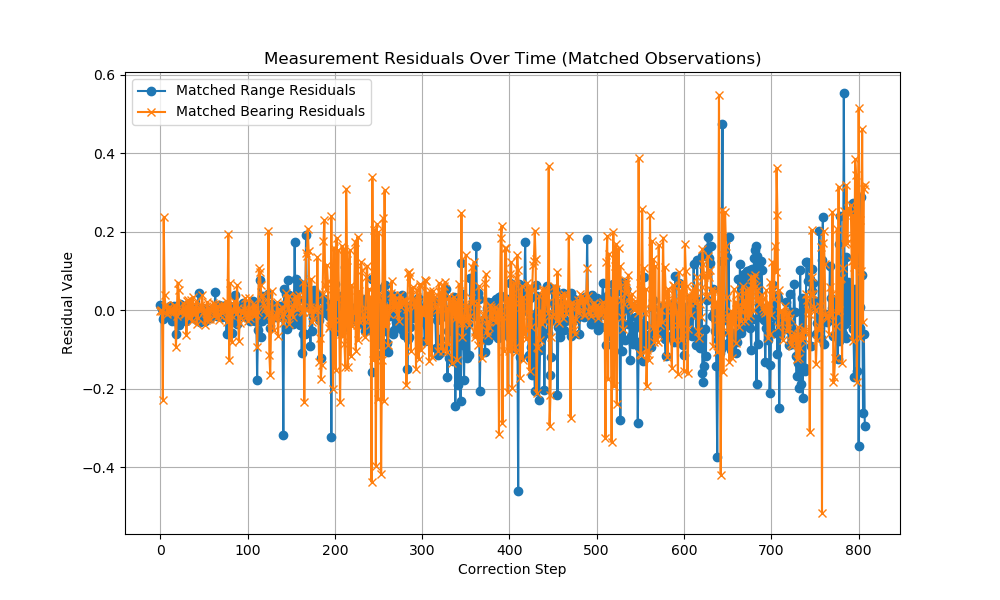 Measurement Residuals Over Time (Matched Observations)
Matched Range Residuals
Matched Bearing Residuals
Residual Value
0.6
0.4
0.2
0.0
−0.2
−0.4
0 100 200 300 400 500 600 700 800
Correction Step